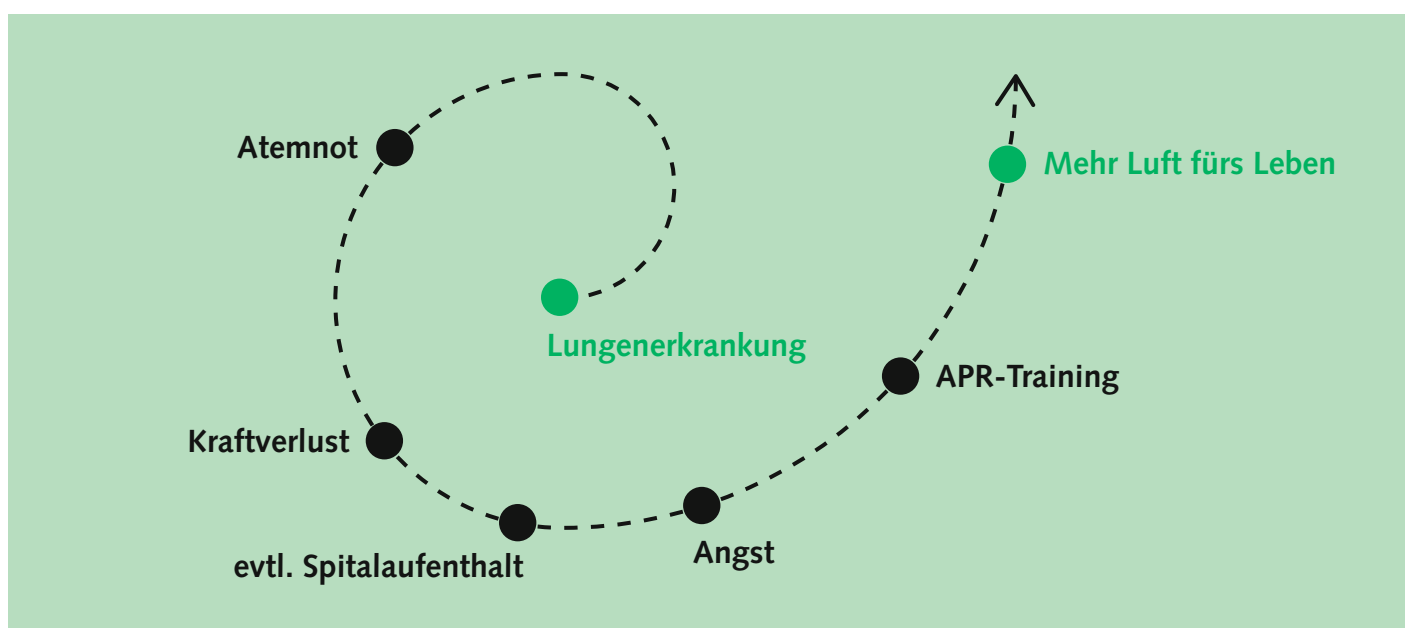 Atemnot
Mehr Luft fürs Leben
Lungenerkrankung
APR-Training
Kraftverlust
Angst
evtl. Spitalaufenthalt